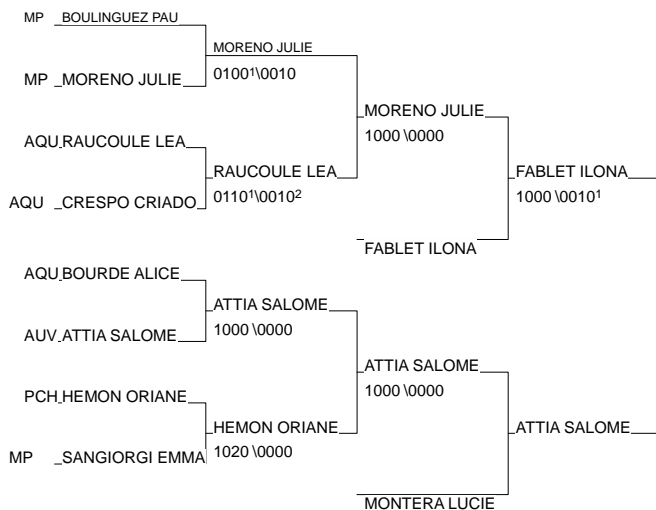 MP BOULINGUEZ PAU
MORENO JULIE
MP MORENO JULIE
01001\0010
MORENO JULIE
1000 \0000
AQU RAUCOULE LEA
RAUCOULE LEA
FABLET ILONA
AQU CRESPO CRIADO
01101\00102
1000 \00101
FABLET ILONA
AQU BOURDE ALICE
ATTIA SALOME
AUV ATTIA SALOME
1000 \0000
ATTIA SALOME
1000 \0000
PCH HEMON ORIANE
HEMON ORIANE
ATTIA SALOME
MP SANGIORGI EMMA
1020 \0000
MONTERA LUCIE